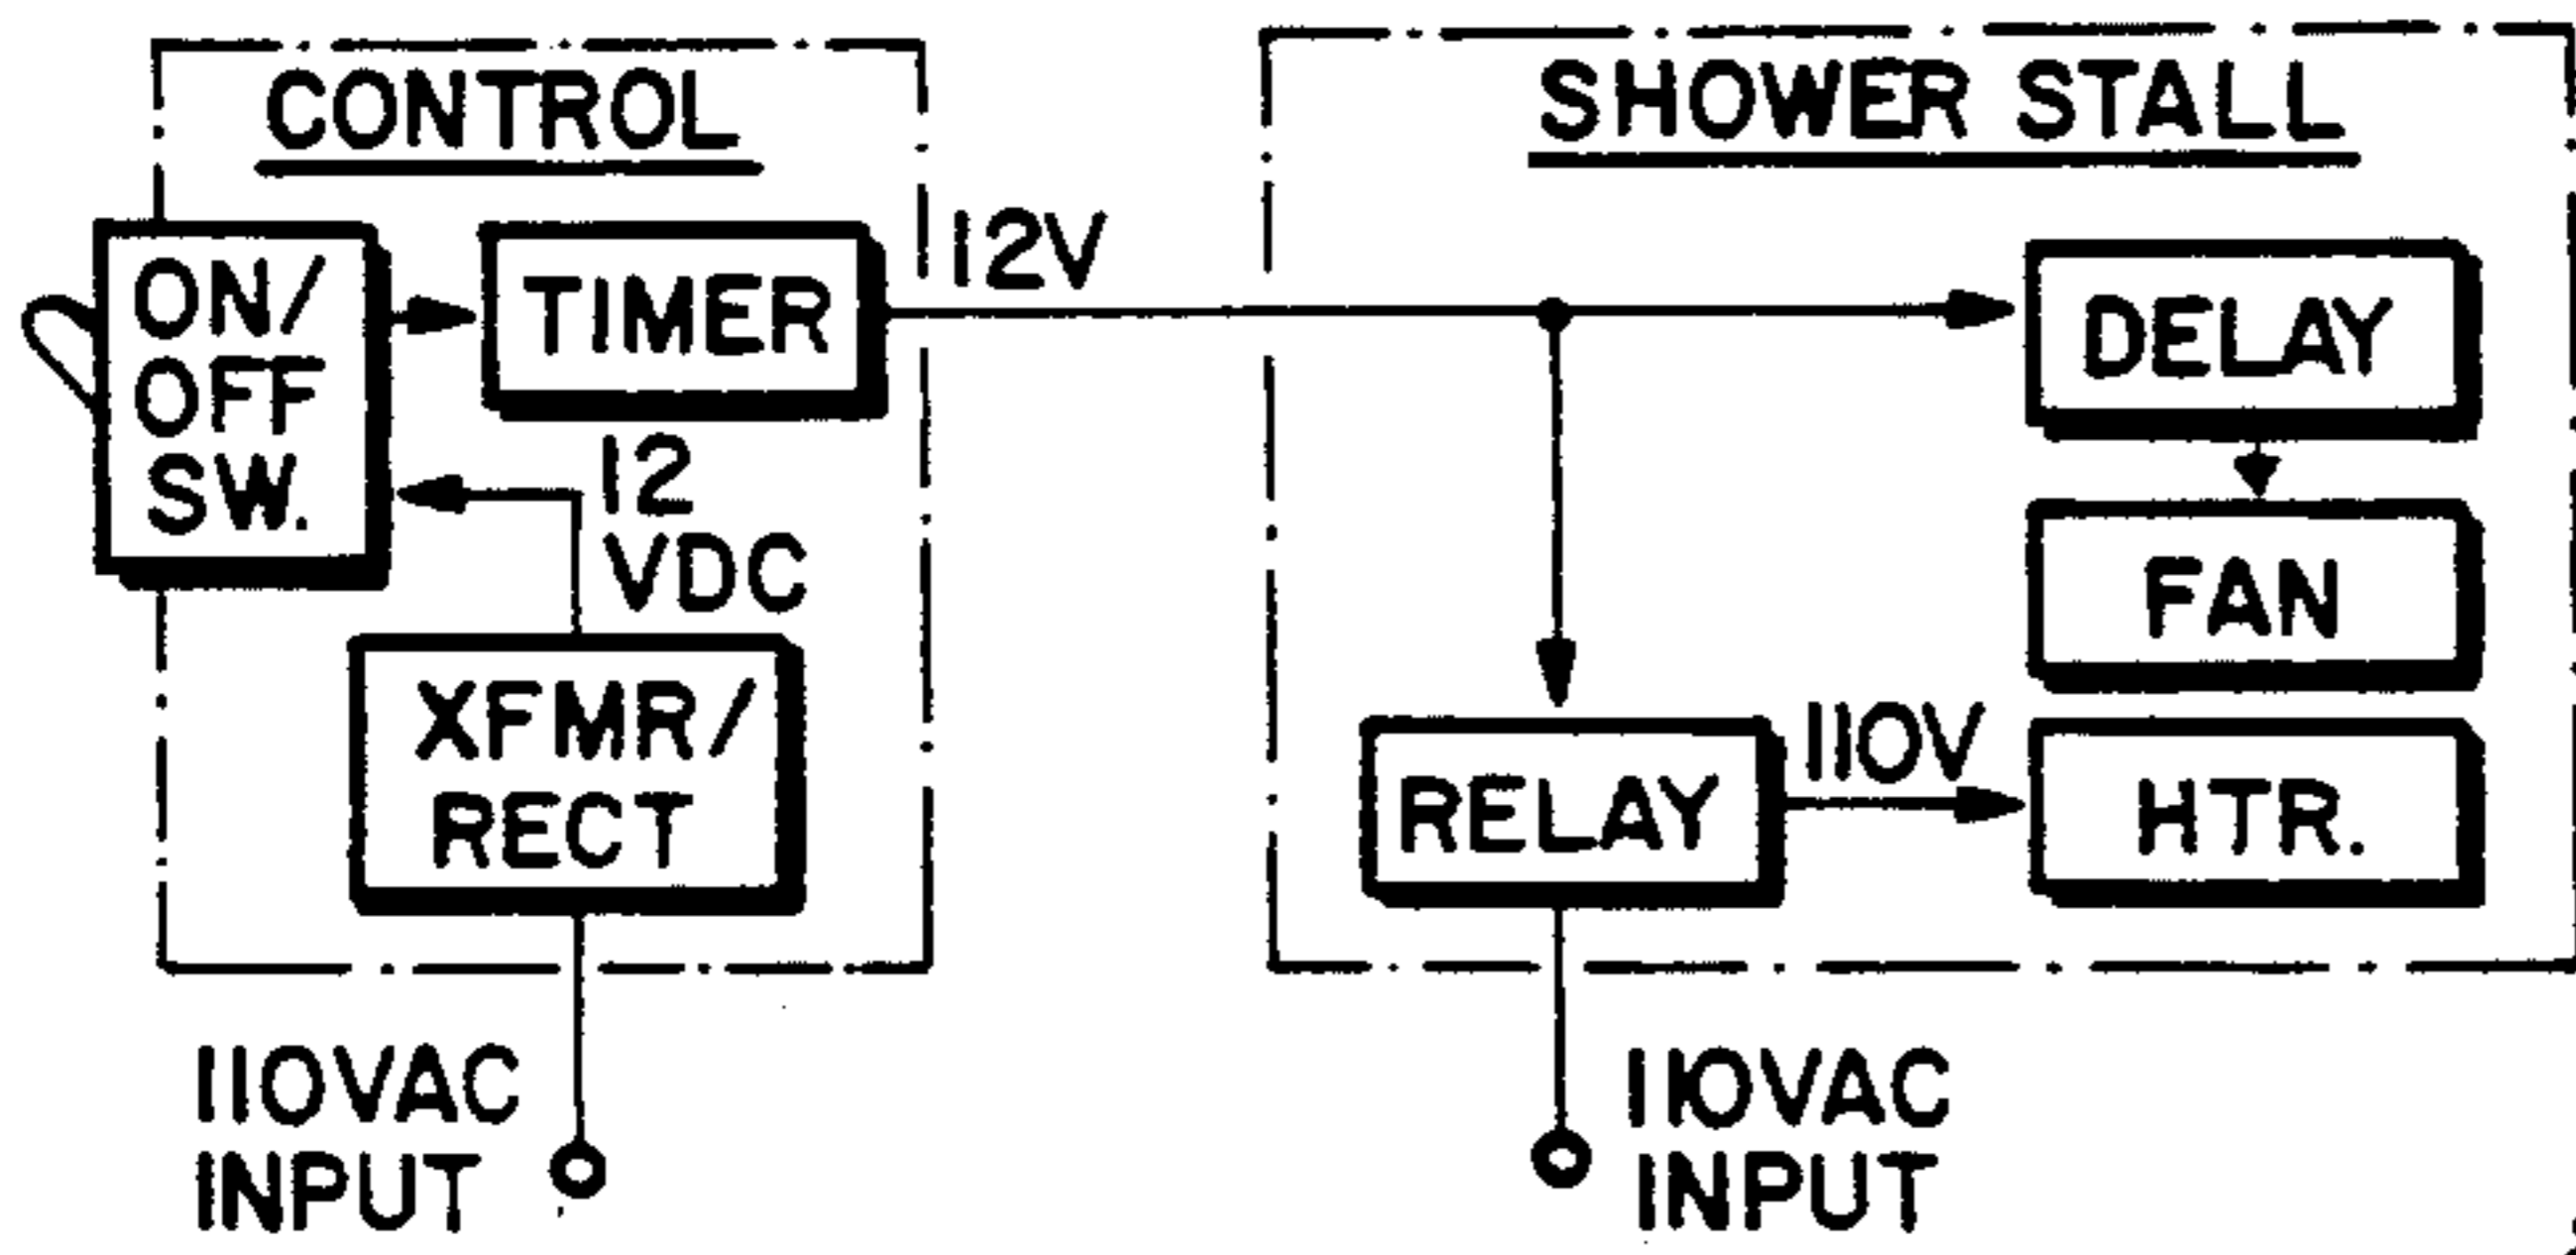 CONTROL
ON/
OFF
SW.
TIMER
12V
12
VDC
XFMR/
RECT
110VAC
INPUT
SHOWER STALL
DELAY
FAN
RELAY
110V
HTR.
110VAC
INPUT